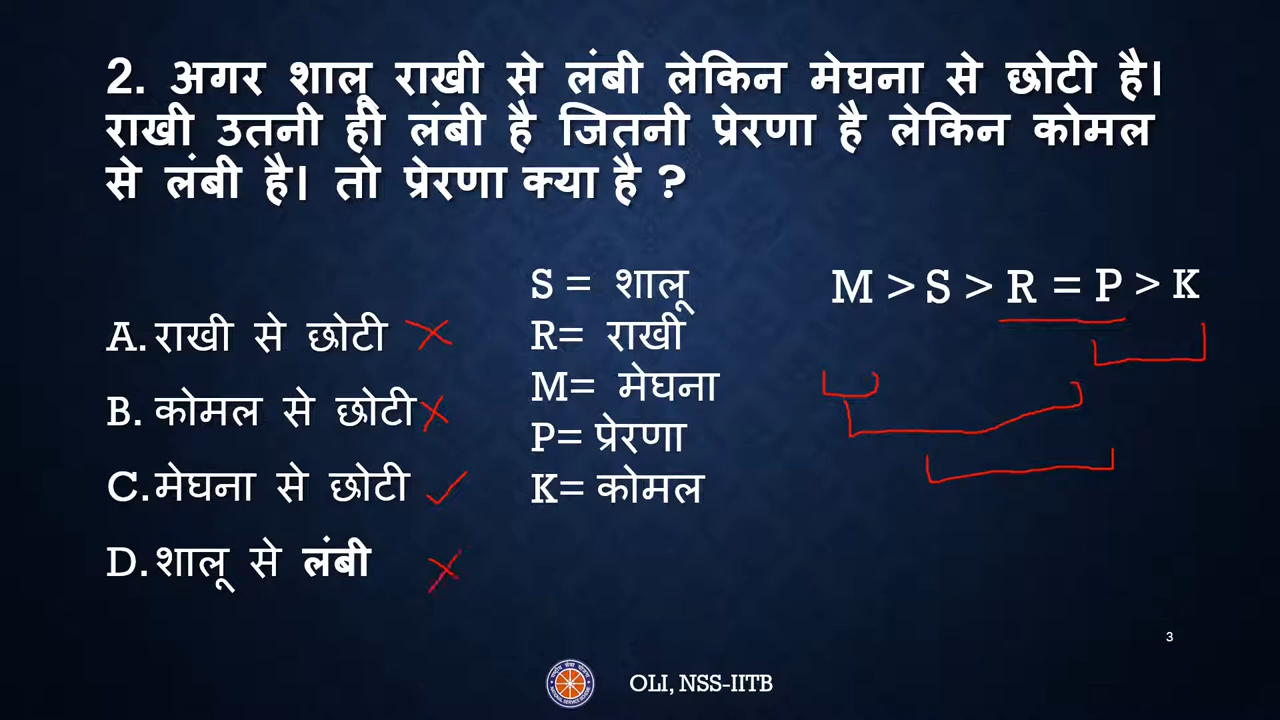 2. अगर शालू राखी से लंबी लेकिन मेघना से छोटी है।
राखी उतनी ही लंबी है जितनी प्रेरणा है लेकिन कोमल
से लंबी है। तो प्रेरणा क्या है ?
A. राखी से छोटी
B. कोमल से छोटी
C. मेघना से छोटी
D. शालू से लंबी
S = शालू
R= राखी
M= मेघना
P= प्रेरणा
K= कोमल
M > S > R = P > K
3
OLI, NSS-IITB